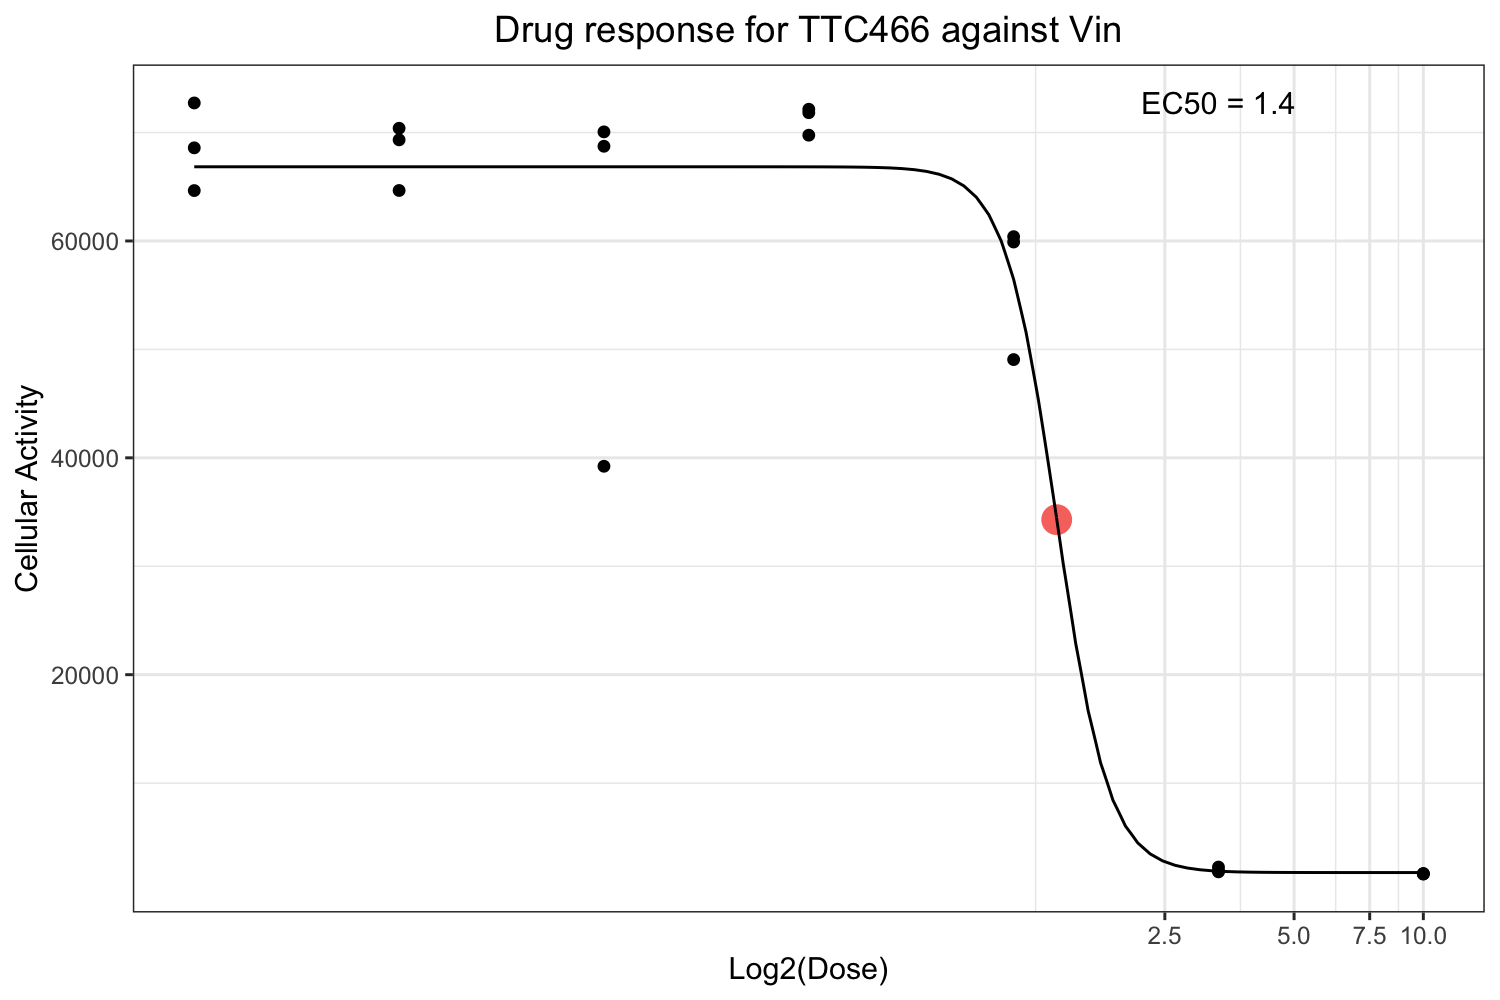 Drug response for TTC466 against Vin
EC50 = 1.4
Cellular Activity
60000
40000
20000
2.5 5.0 7.5 10.0
Log2(Dose)